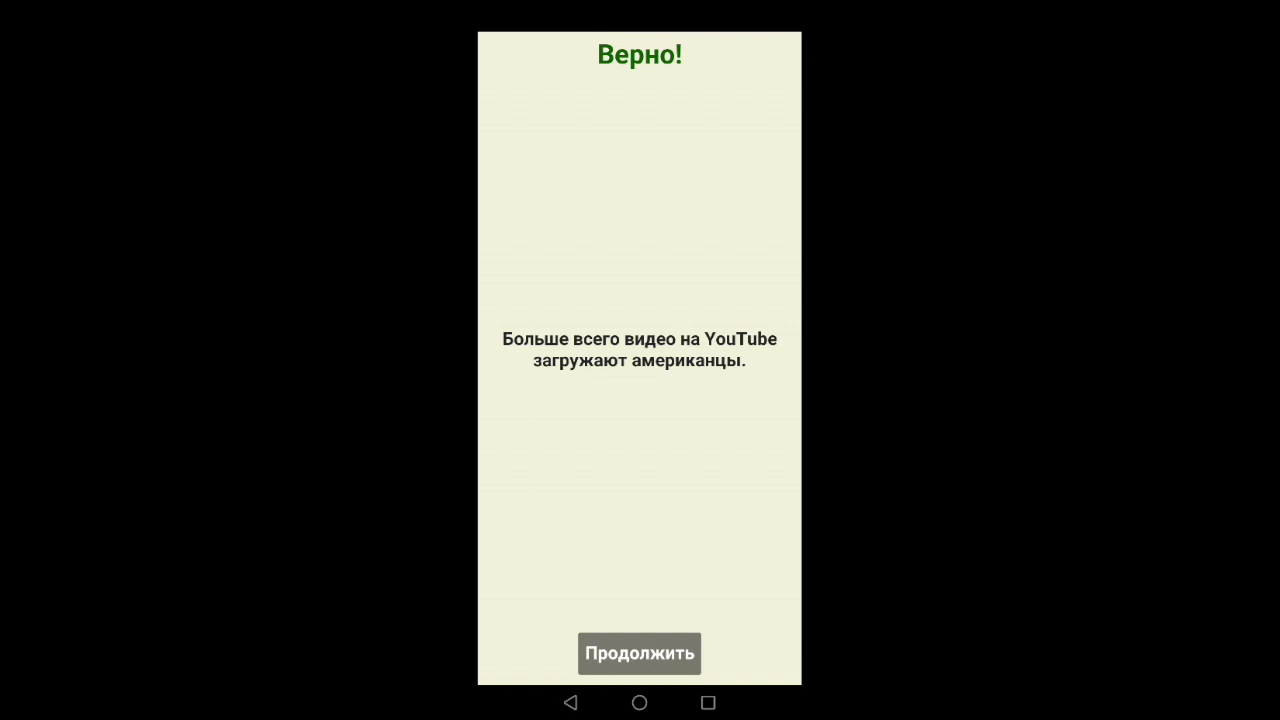 Верно!
Больше всего видео на YouTube
загружают американцы.
Продолжить